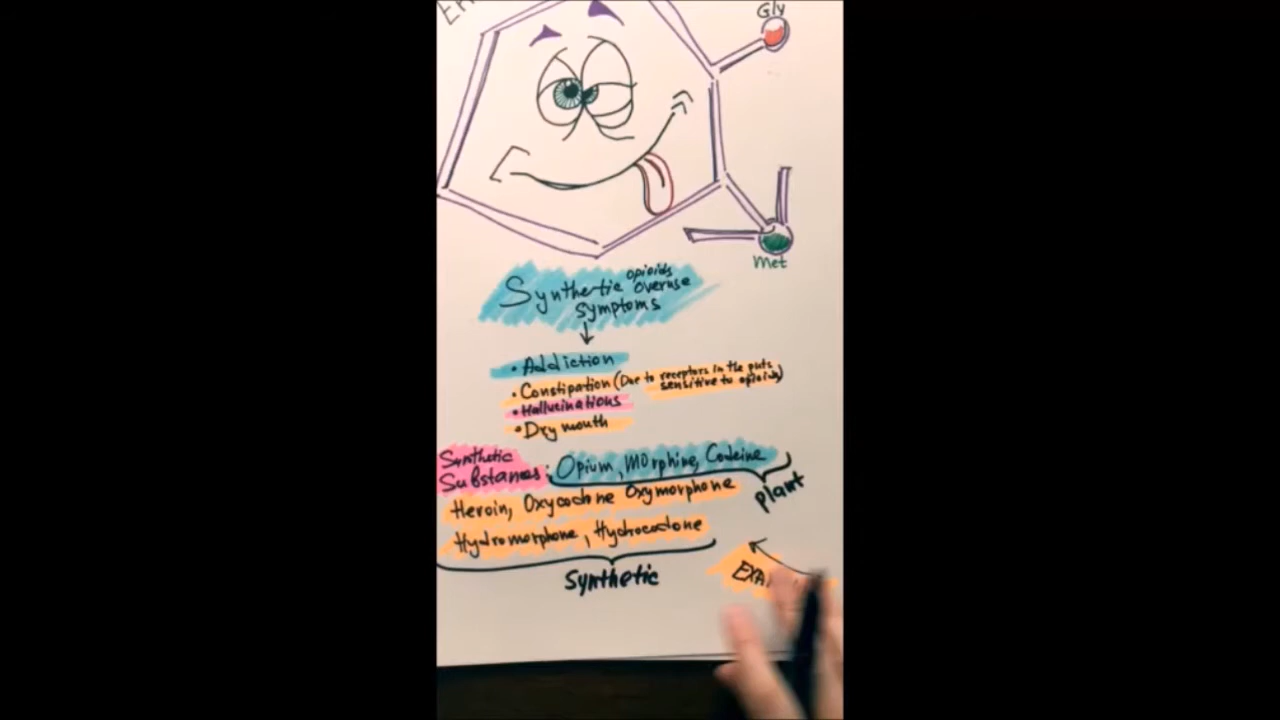 Gly
Met
Synthetic opioids overuse
symptoms
• Addiction
• Constipation (Due to receptors in the guts
sensitive to opioids)
• Hallucinations
• Dry mouth
Synthetic
Substances: Opium, Morphine, Codeine
plant
Heroin, Oxycodone Oxymorphone
Hydromorphone, Hydrocodone
Synthetic